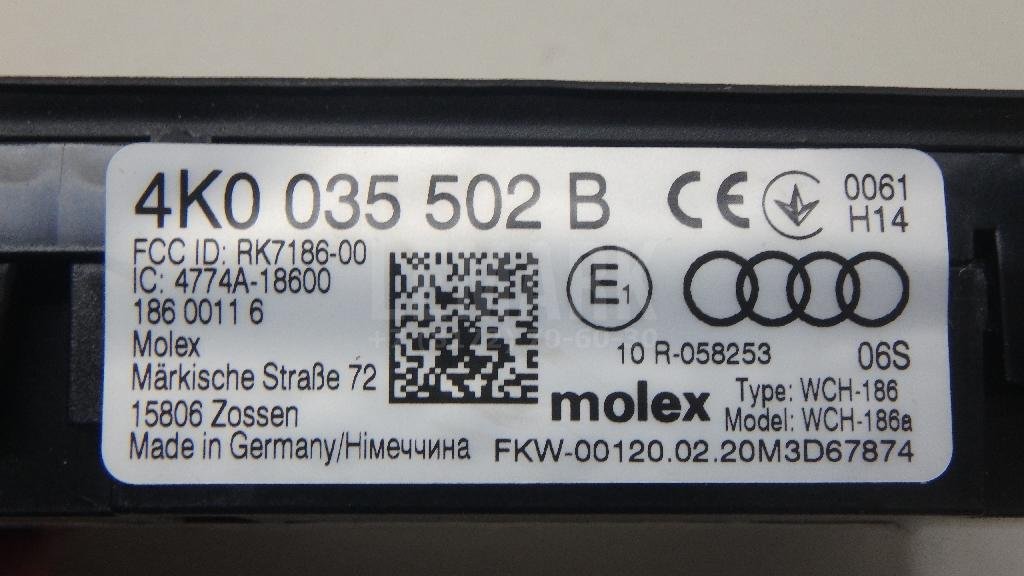 4K0 035 502 B CE 0061
H14
FCC ID: RK7186-00
IC: 4774A-18600
186 0011 6
Molex
Märkische Straße 72
15806 Zossen
Made in Germany/Німеччина
E1
10 R-058253 06S
molex Type: WCH-186
Model: WCH-186a
FKW-00120.02.20M3D67874